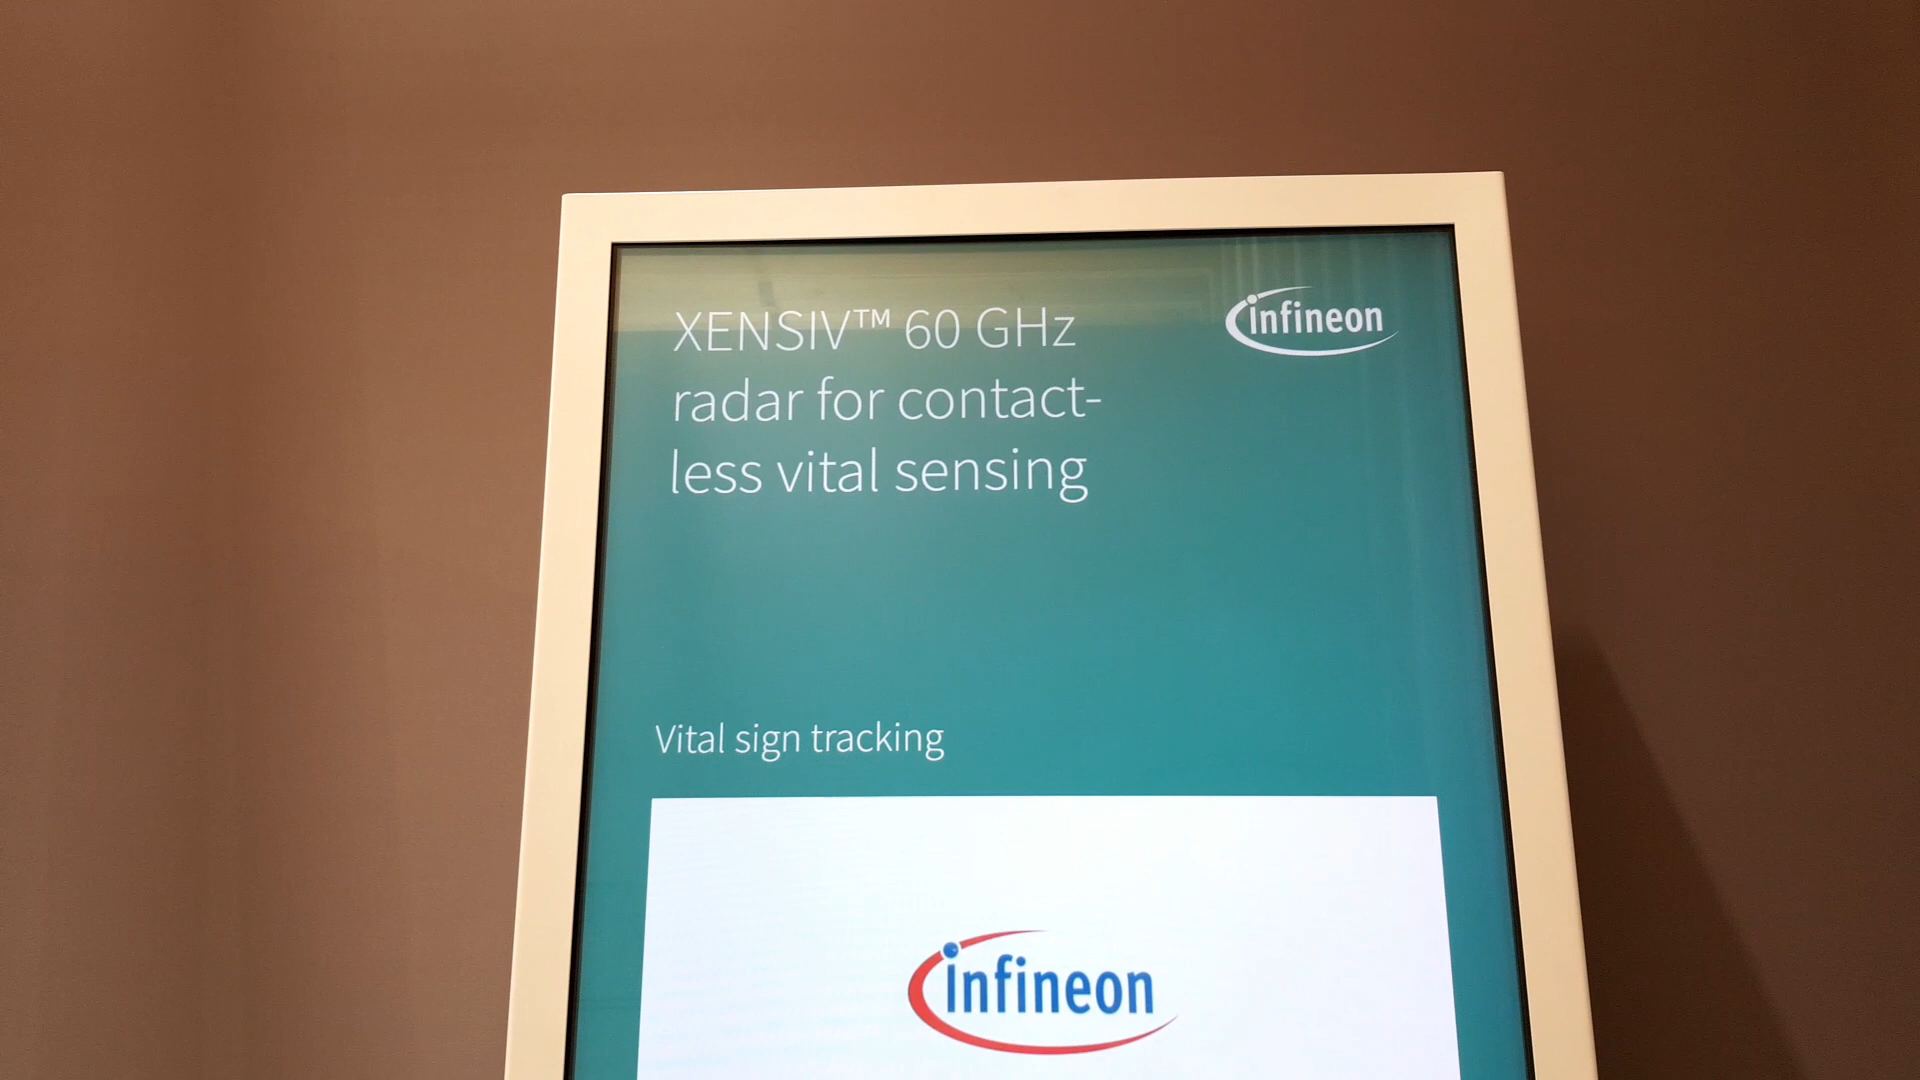 XENSIV™ 60 GHz
infineon
radar for contact-
less vital sensing
Vital sign tracking
infineon